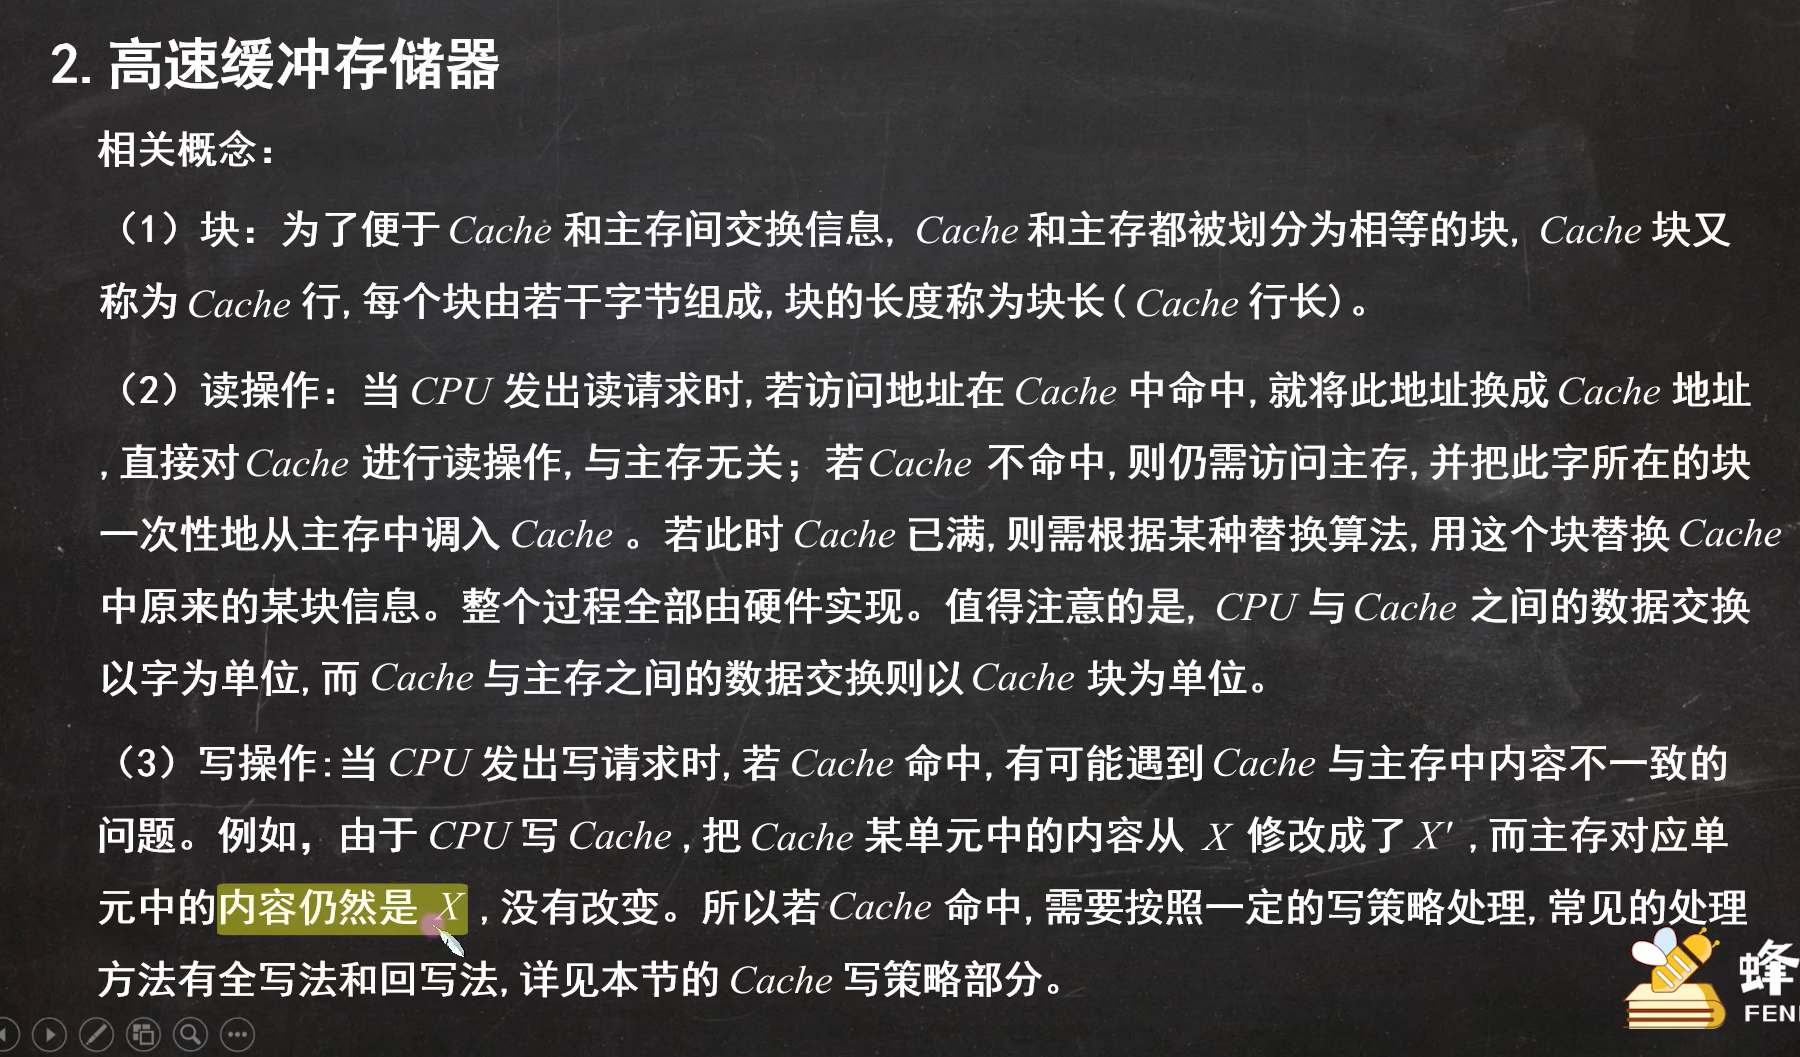 2. 高速缓冲存储器
相关概念：
（1）块：为了便于 Cache 和主存间交换信息, Cache 和主存都被划分为相等的块, Cache 块又
称为 Cache 行, 每个块由若干字节组成, 块的长度称为块长( Cache 行长)。
（2）读操作：当 CPU 发出读请求时, 若访问地址在 Cache 中命中, 就将此地址换成 Cache 地址
, 直接对 Cache 进行读操作, 与主存无关；若 Cache 不命中, 则仍需访问主存, 并把此字所在的块
一次性地从主存中调入 Cache 。若此时 Cache 已满, 则需根据某种替换算法, 用这个块替换 Cache
中原来的某块信息。整个过程全部由硬件实现。值得注意的是, CPU 与 Cache 之间的数据交换
以字为单位, 而 Cache 与主存之间的数据交换则以 Cache 块为单位。
（3）写操作:当 CPU 发出写请求时, 若 Cache 命中, 有可能遇到 Cache 与主存中内容不一致的
问题。例如，由于 CPU 写 Cache , 把 Cache 某单元中的内容从 X 修改成了 X′ , 而主存对应单
元中的内容仍然是 X , 没有改变。所以若 Cache 命中, 需要按照一定的写策略处理, 常见的处理
方法有全写法和回写法, 详见本节的 Cache 写策略部分。
蜂